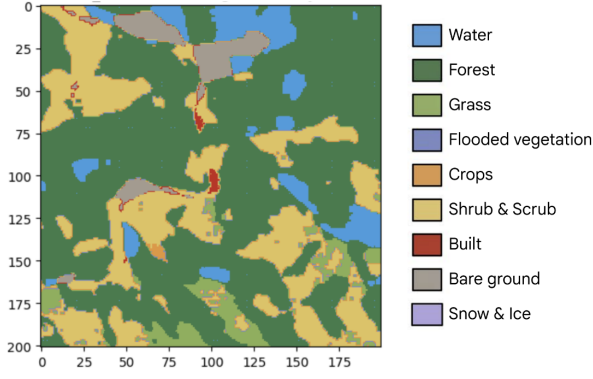 0
25
50
75
100
125
150
175
200
0 25 50 75 100 125 150 175
Water
Forest
Grass
Flooded vegetation
Crops
Shrub & Scrub
Built
Bare ground
Snow & Ice